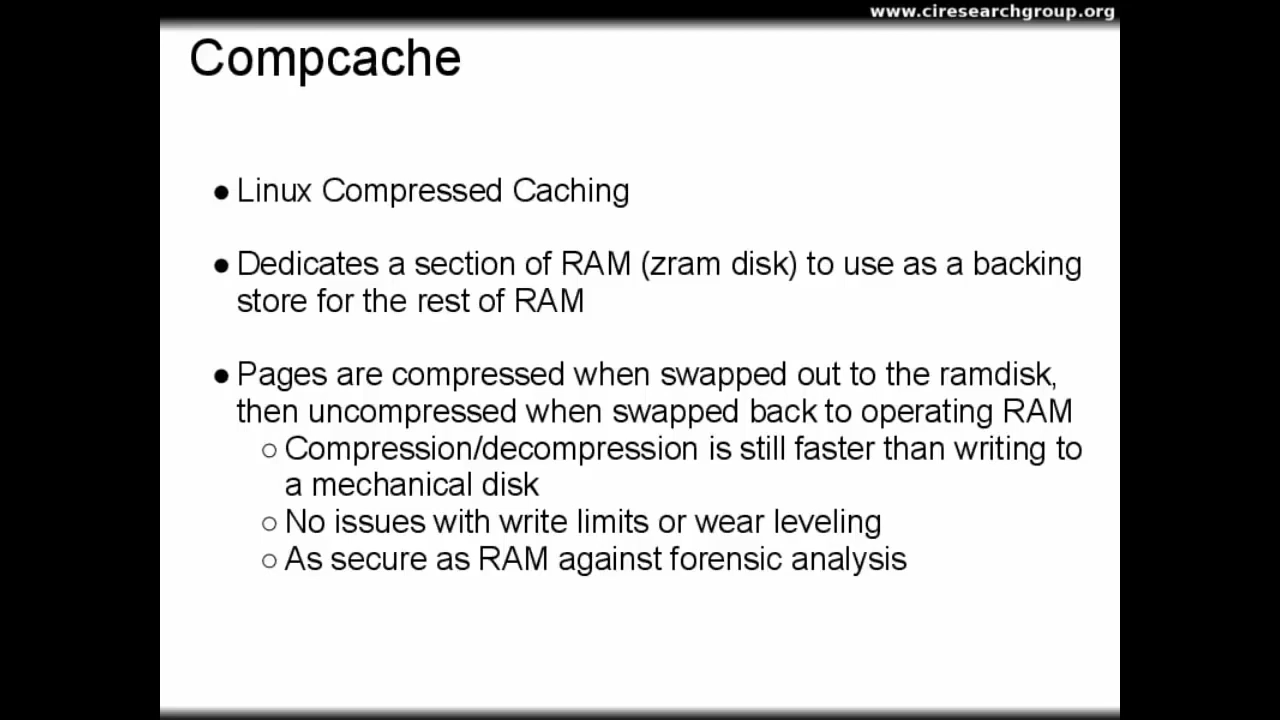 www.ciresearchgroup.org
Compcache
● Linux Compressed Caching
● Dedicates a section of RAM (zram disk) to use as a backing
store for the rest of RAM
● Pages are compressed when swapped out to the ramdisk,
then uncompressed when swapped back to operating RAM
○ Compression/decompression is still faster than writing to
a mechanical disk
○ No issues with write limits or wear leveling
○ As secure as RAM against forensic analysis